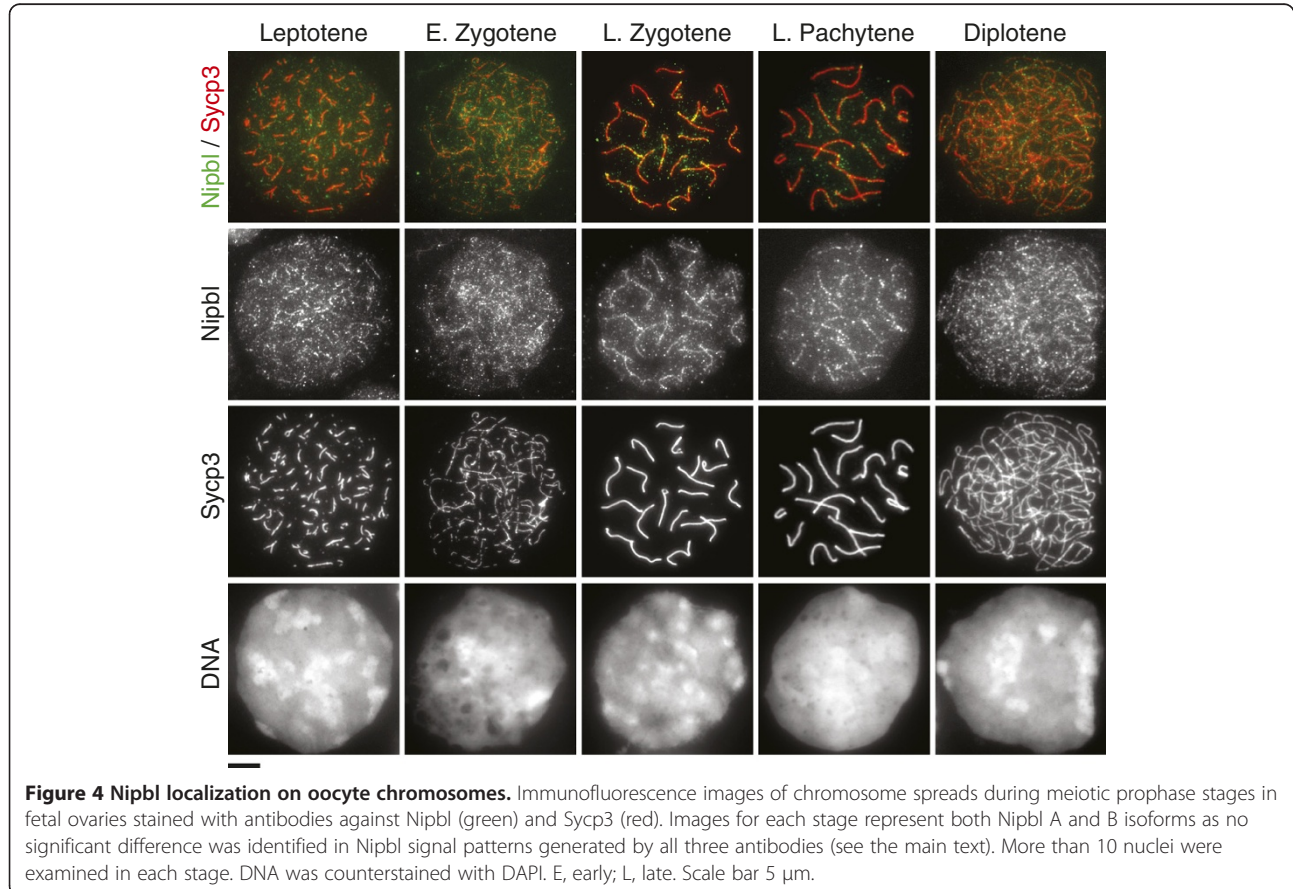 Leptotene E. Zygotene L. Zygotene L. Pachytene Diplotene
Nipbl / Sycp3
Nipbl
Sycp3
DNA
Figure 4 Nipbl localization on oocyte chromosomes. Immunofluorescence images of chromosome spreads during meiotic prophase stages in
fetal ovaries stained with antibodies against Nipbl (green) and Sycp3 (red). Images for each stage represent both Nipbl A and B isoforms as no
significant difference was identified in Nipbl signal patterns generated by all three antibodies (see the main text). More than 10 nuclei were
examined in each stage. DNA was counterstained with DAPI. E, early; L, late. Scale bar 5 μm.